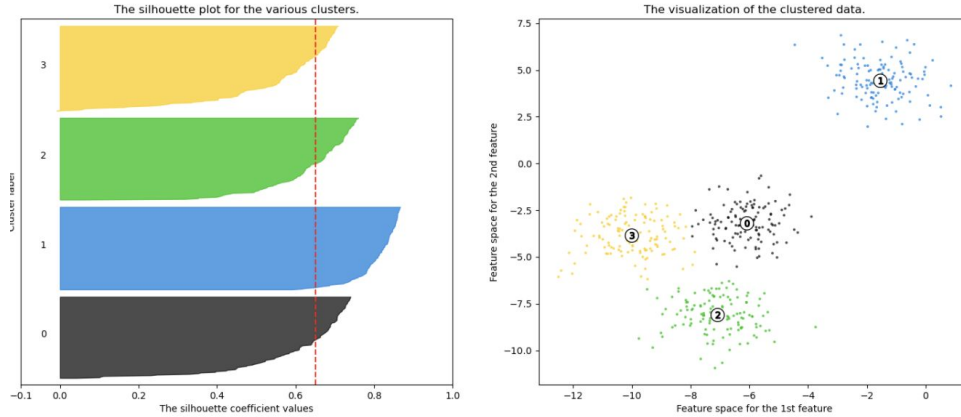 The silhouette plot for the various clusters.
3
2
1
0
Cluster label
-0.1 0.0 0.2 0.4 0.6 0.8 1.0
The silhouette coefficient values
The visualization of the clustered data.
7.5
5.0
2.5
0.0
−2.5
−5.0
−7.5
−10.0
Feature space for the 2nd feature
1
0
3
2
−12 −10 −8 −6 −4 −2 0
Feature space for the 1st feature